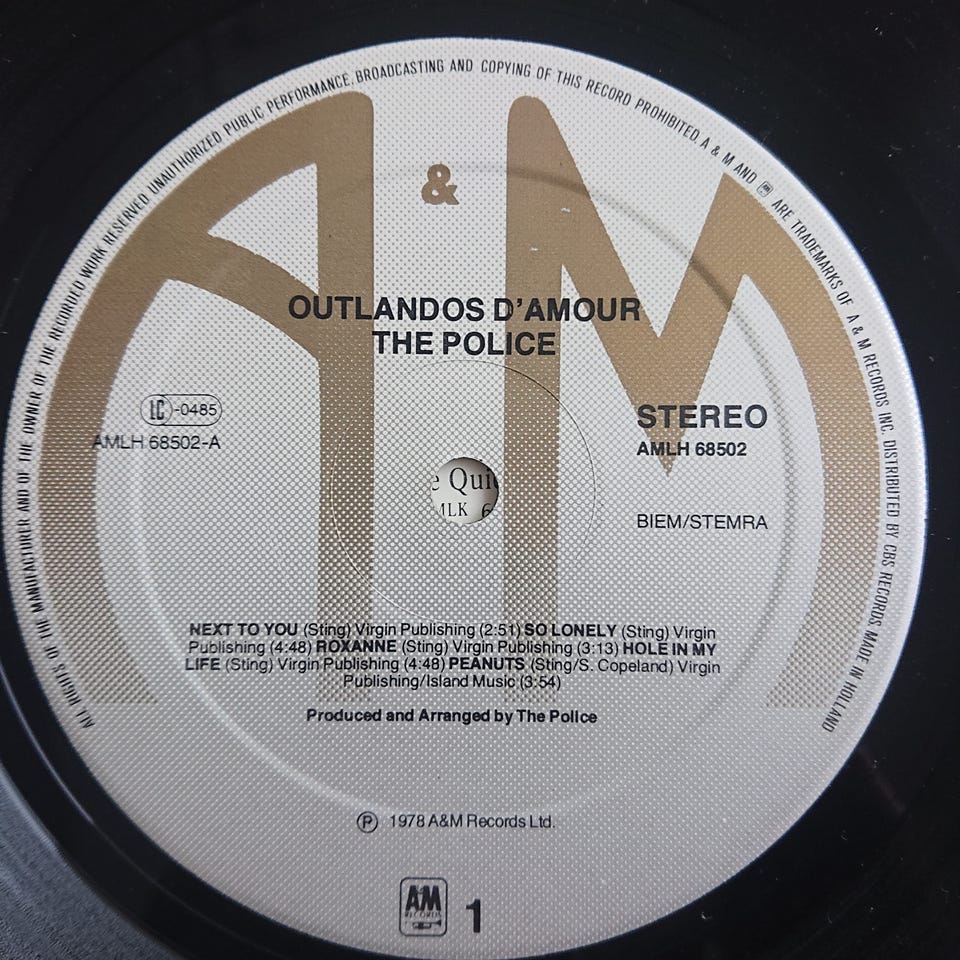 ALL RIGHTS OF THE MANUFACTURER AND OF THE OWNER OF THE RECORDED WORK RESERVED UNAUTHORIZED PUBLIC PERFORMANCE, BROADCASTING AND COPYING OF THIS RECORD PROHIBITED A & M AND ARE TRADEMARKS OF A & M RECORDS INC. DISTRIBUTED BY CBS RECORDS MADE IN HOLLAND
A & M
OUTLANDOS D'AMOUR
THE POLICE
LC-0485
AMLH 68502-A
STEREO
AMLH 68502
BIEM/STEMRA
e Qui
NEXT TO YOU (Sting) Virgin Publishing (2:51) SO LONELY (Sting) Virgin
Publishing (4:48) ROXANNE (Sting) Virgin Publishing (3:13) HOLE IN MY
LIFE (Sting) Virgin Publishing (4:48) PEANUTS (Sting/S. Copeland) Virgin
Publishing/Island Music (3:54)
Produced and Arranged by The Police
Ⓟ 1978 A&M Records Ltd.
AM
RECORDS
1